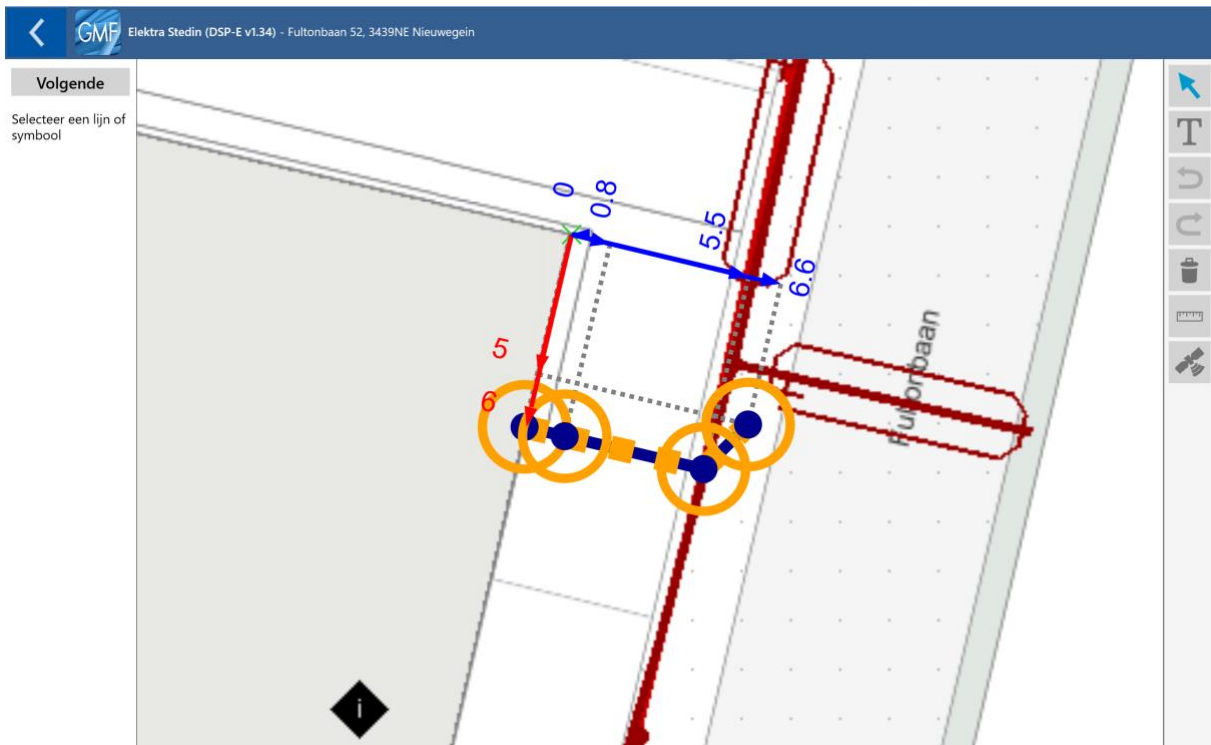 GMF
Elektra Stedin (DSP-E v1.34) - Fultonbaan 52, 3439NE Nieuwegein
Volgende
Selecteer een lijn of
symbool
T
0
0.8
5.5
6.6
5
6
Fultonbaan
i